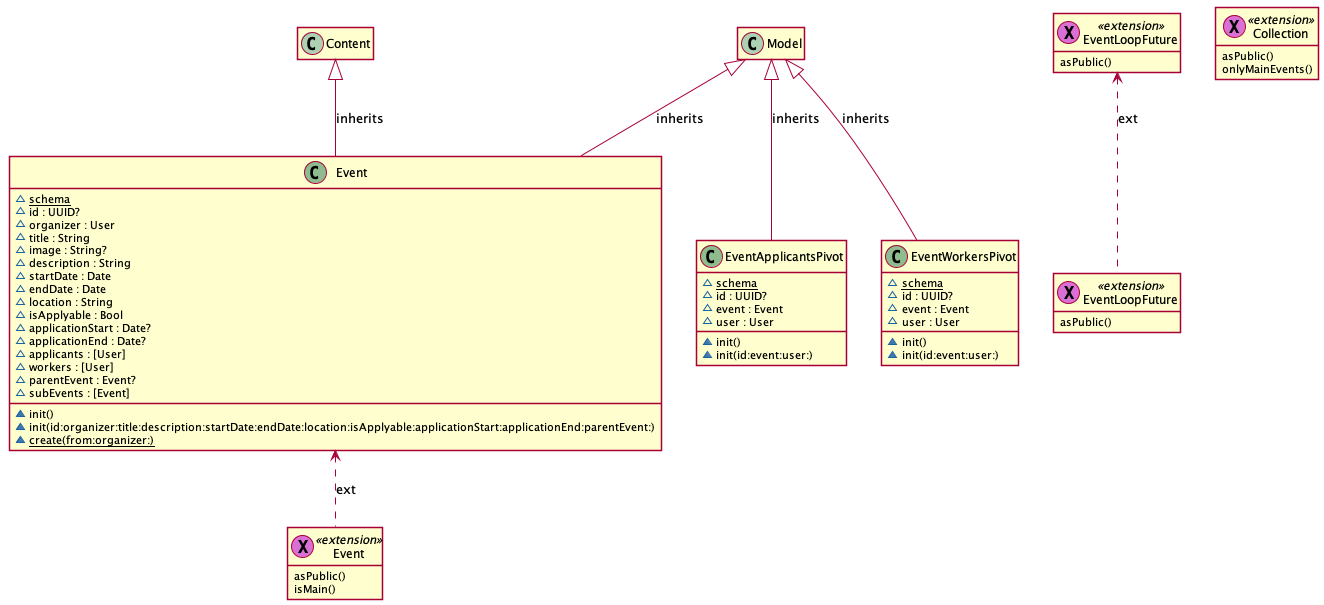 C Content
C Model
X «extension»
EventLoopFuture
asPublic()
X «extension»
Collection
asPublic()
onlyMainEvents()
inherits
inherits
inherits
inherits
ext
C Event
schema
id : UUID?
organizer : User
title : String
image : String?
description : String
startDate : Date
endDate : Date
location : String
isApplyable : Bool
applicationStart : Date?
applicationEnd : Date?
applicants : [User]
workers : [User]
parentEvent : Event?
subEvents : [Event]
init()
init(id:organizer:title:description:startDate:endDate:location:isApplyable:applicationStart:applicationEnd:parentEvent:)
create(from:organizer:)
C EventApplicantsPivot
schema
id : UUID?
event : Event
user : User
init()
init(id:event:user:)
C EventWorkersPivot
schema
id : UUID?
event : Event
user : User
init()
init(id:event:user:)
X «extension»
EventLoopFuture
asPublic()
ext
X «extension»
Event
asPublic()
isMain()